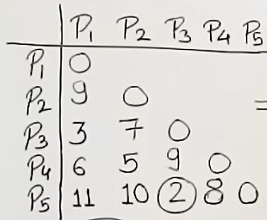 P₁ P₂ P₃ P₄ P₅
P₁ 0
P₂ 9 0 =
P₃ 3 7 0
P₄ 6 5 9 0
P₅ 11 10 2 8 0